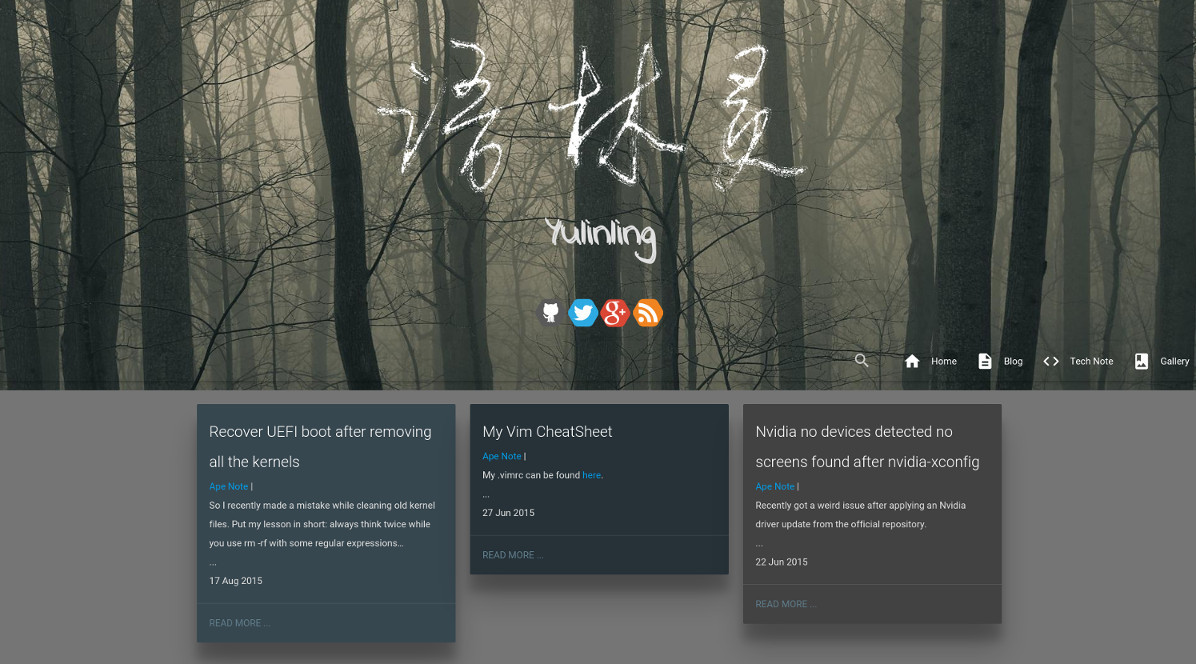 语林灵
Yulinling
Home Blog Tech Note Gallery
Recover UEFI boot after removing
all the kernels
Ape Note |
So I recently made a mistake while cleaning old kernel
files. Put my lesson in short: always think twice while
you use rm -rf with some regular expressions...
...
17 Aug 2015
READ MORE ...
My Vim CheatSheet
Ape Note |
My .vimrc can be found here.
...
27 Jun 2015
READ MORE ...
Nvidia no devices detected no
screens found after nvidia-xconfig
Ape Note |
Recently got a weird issue after applying an Nvidia
driver update from the official repository.
...
22 Jun 2015
READ MORE ...